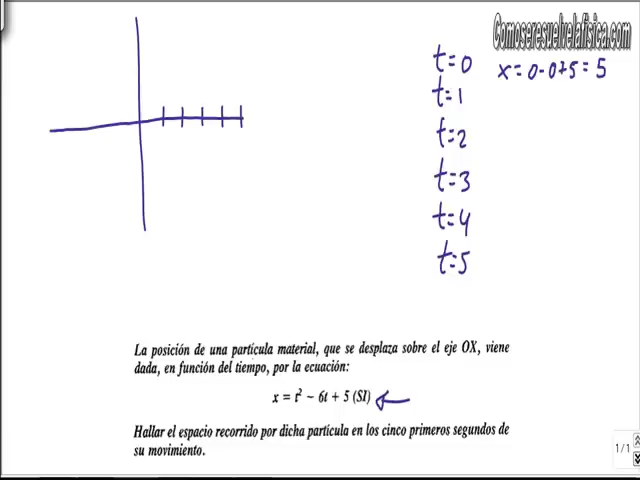 Comoseresuelvelafisica.com
t=0 x=0-0+5=5
t=1
t=2
t=3
t=4
t=5
La posición de una partícula material, que se desplaza sobre el eje OX, viene
dada, en función del tiempo, por la ecuación:
x = t² – 6t + 5 (SI)
Hallar el espacio recorrido por dicha partícula en los cinco primeros segundos de
su movimiento.
1/1